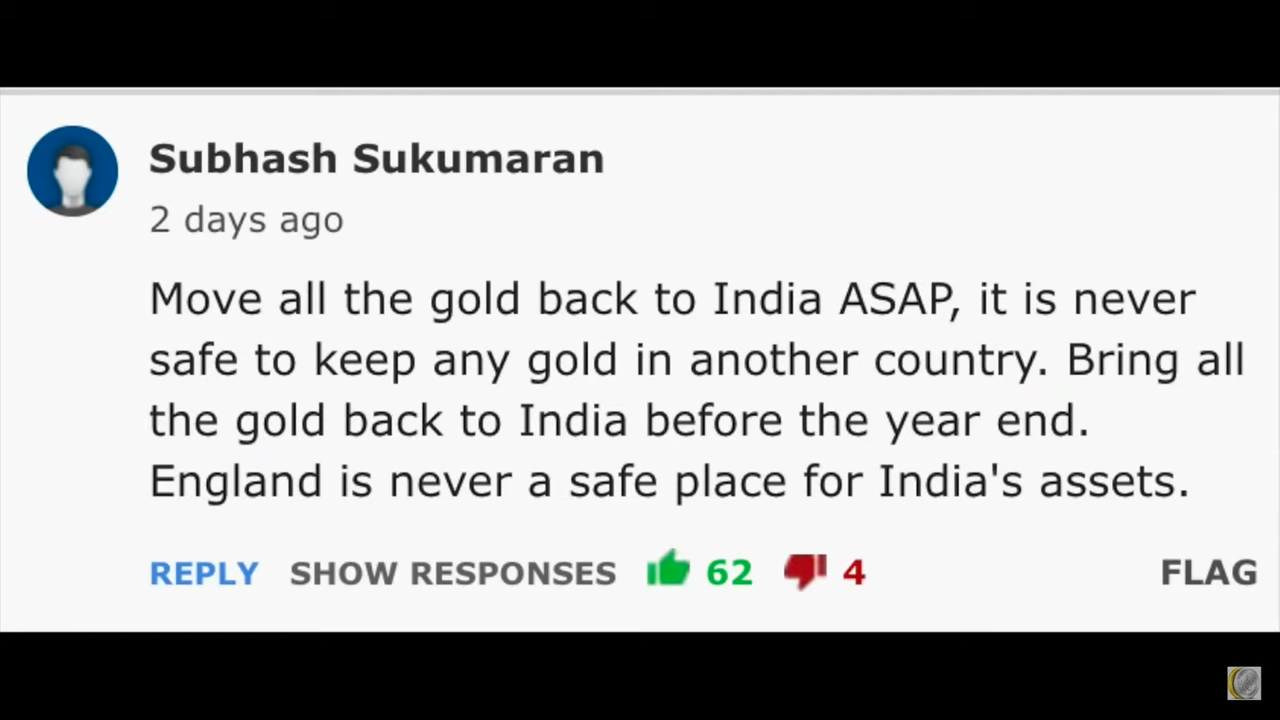 Subhash Sukumaran
2 days ago
Move all the gold back to India ASAP, it is never
safe to keep any gold in another country. Bring all
the gold back to India before the year end.
England is never a safe place for India's assets.
REPLY SHOW RESPONSES 62 4 FLAG